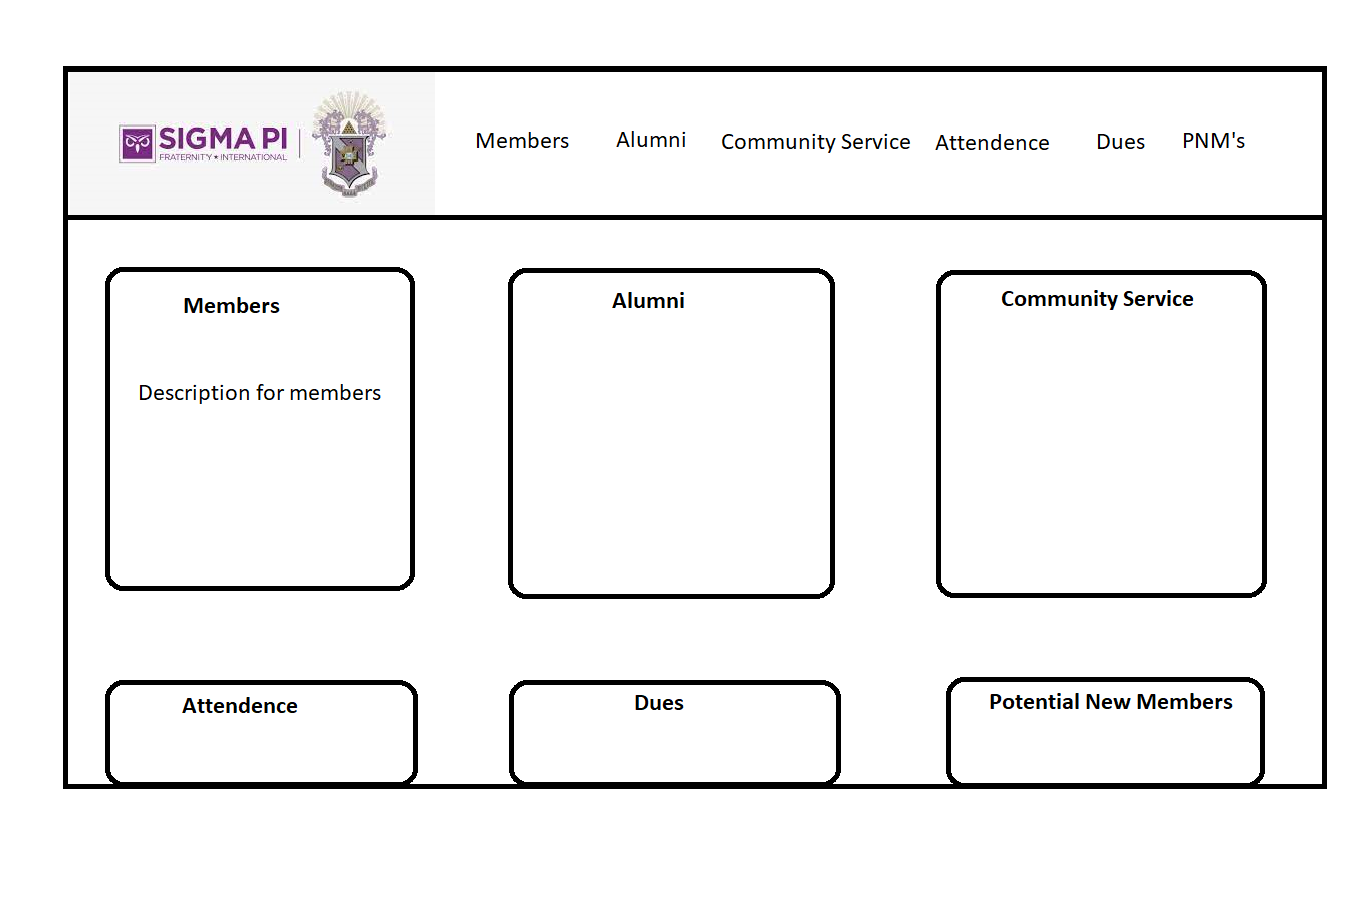 SIGMA PI
FRATERNITY ★ INTERNATIONAL
Members
Alumni
Community Service
Attendence
Dues
PNM's
Members
Alumni
Community Service
Description for members
Attendence
Dues
Potential New Members